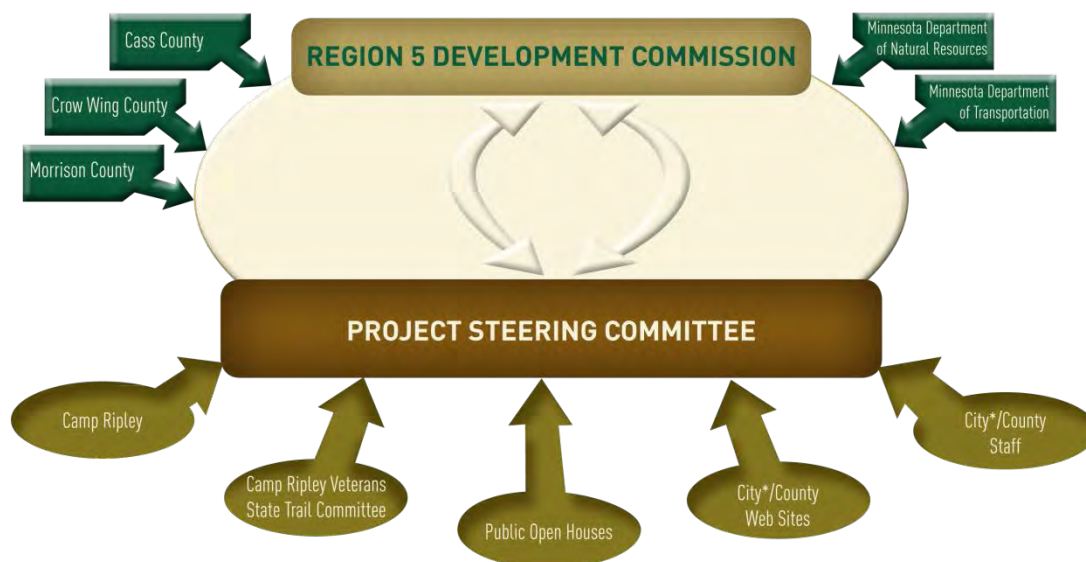 Cass County
REGION 5 DEVELOPMENT COMMISSION
Minnesota Department
of Natural Resources
Crow Wing County
Minnesota Department
of Transportation
Morrison County
PROJECT STEERING COMMITTEE
Camp Ripley
Camp Ripley Veterans
State Trail Committee
Public Open Houses
City*/County
Web Sites
City*/County
Staff